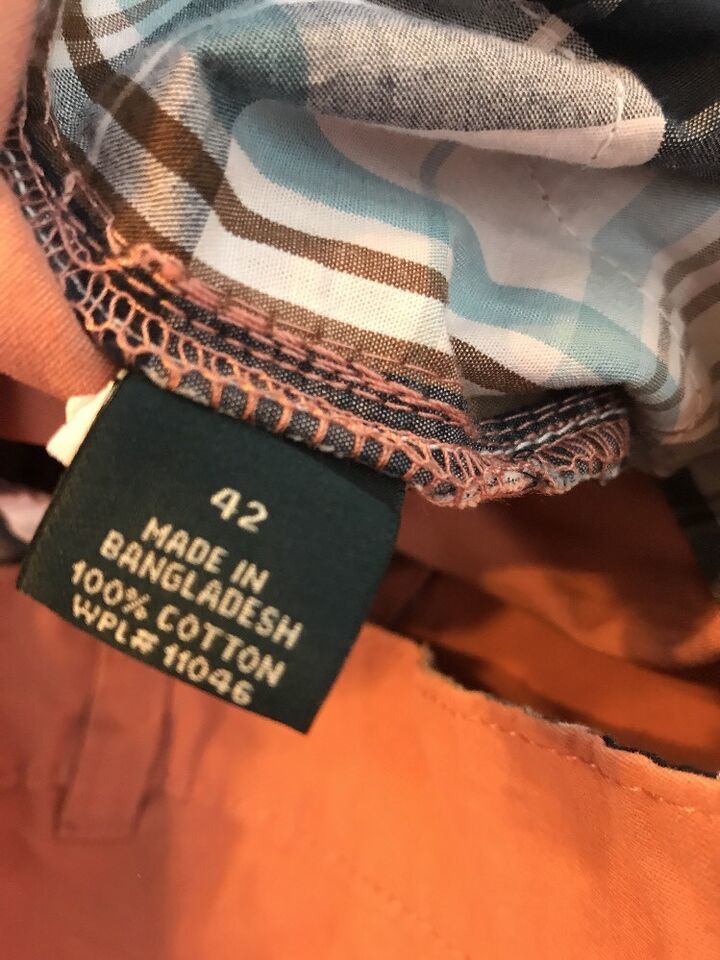 42
MADE IN
BANGLADESH
100% COTTON
WPL# 11046